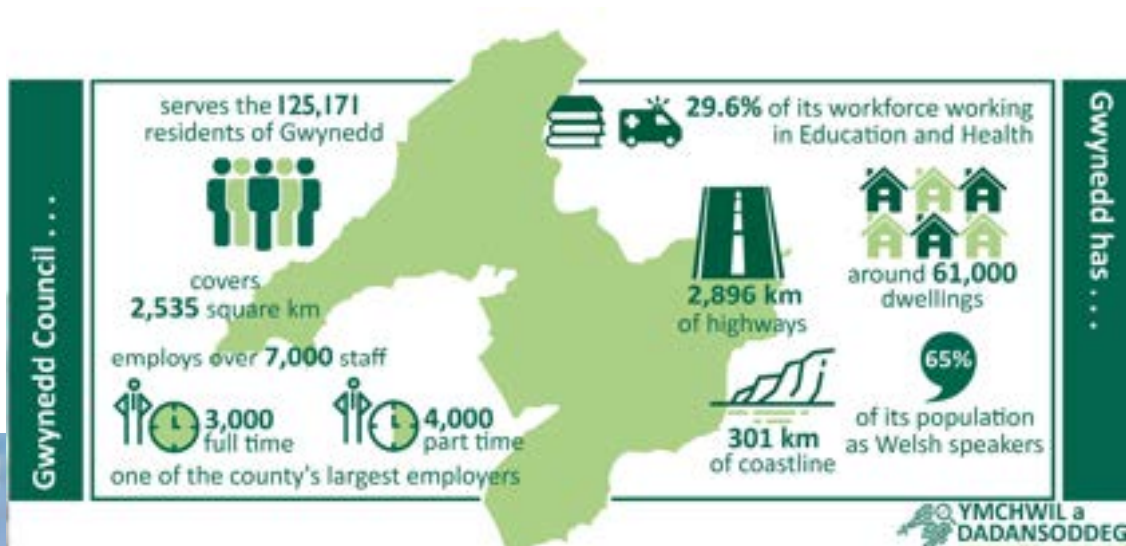 Gwynedd Council . . .
serves the 125,171
residents of Gwynedd
covers
2,535 square km
employs over 7,000 staff
3,000
full time
4,000
part time
one of the county's largest employers
Gwynedd has . . .
29.6% of its workforce working
in Education and Health
2,896 km
of highways
around 61,000
dwellings
301 km
of coastline
65%
of its population
as Welsh speakers
YMCHWIL a
DADANSODDEG